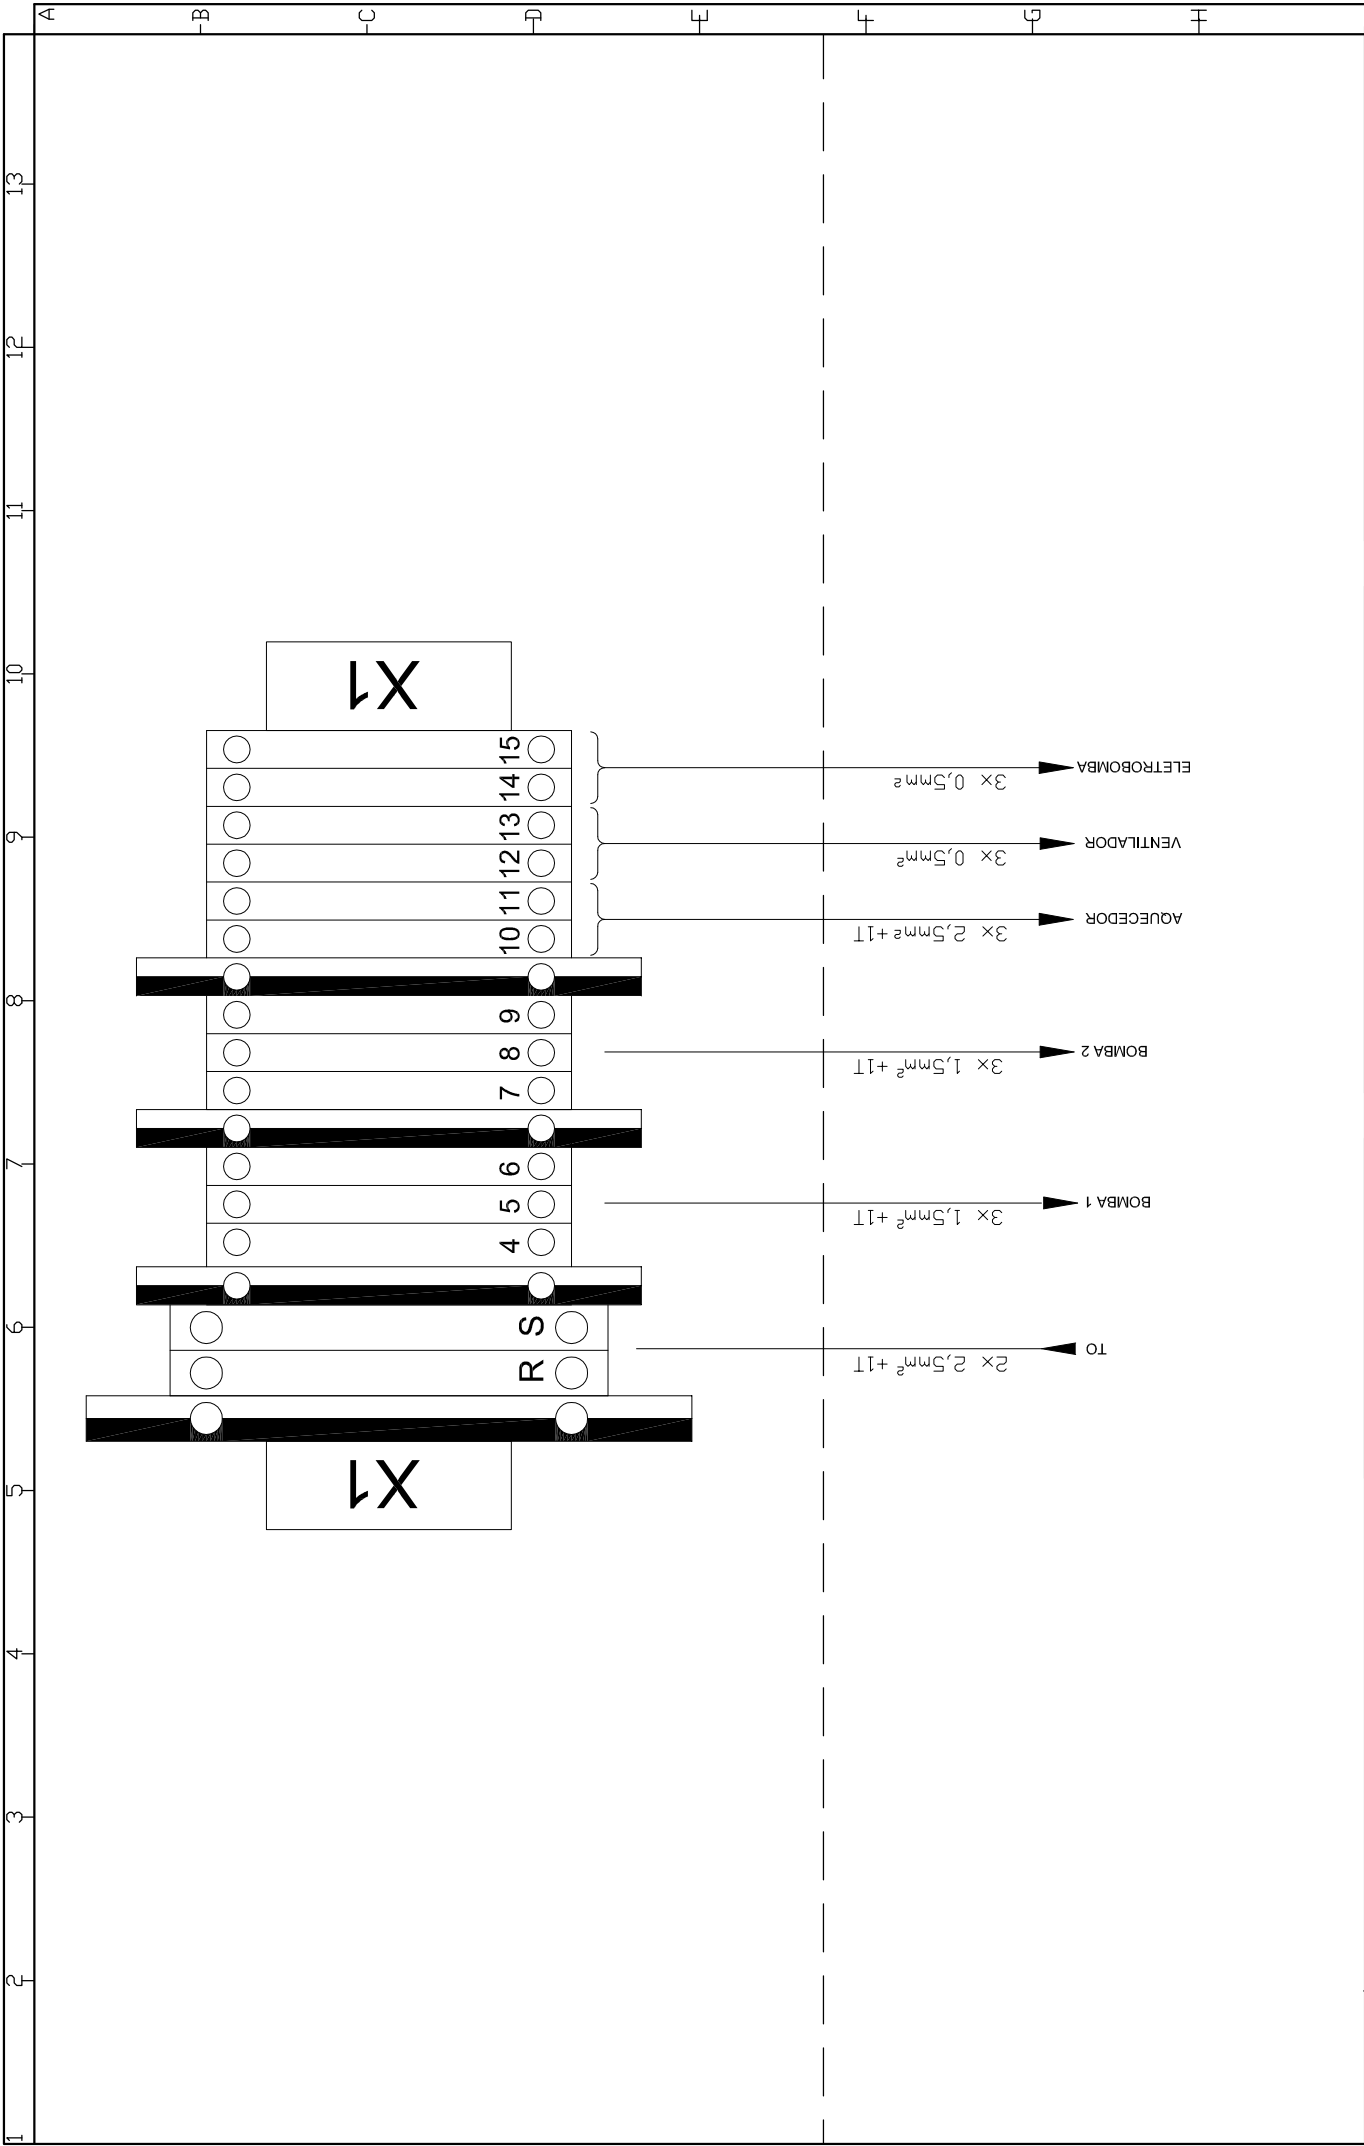 A
B
C
D
E
F
G
H
1
2
3
4
5
6
7
8
9
10
11
12
13
X1
R
S
4
5
6
7
8
9
10
11
12
13
14
15
X1
2x 2,5mm²+1T
TO
3x 1,5mm²+1T
BOMBA 1
3x 1,5mm²+1T
BOMBA 2
3x 2,5mm²+1T
AQUECEDOR
3x 0,5mm²
VENTILADOR
3x 0,5mm²
ELETROBOMBA